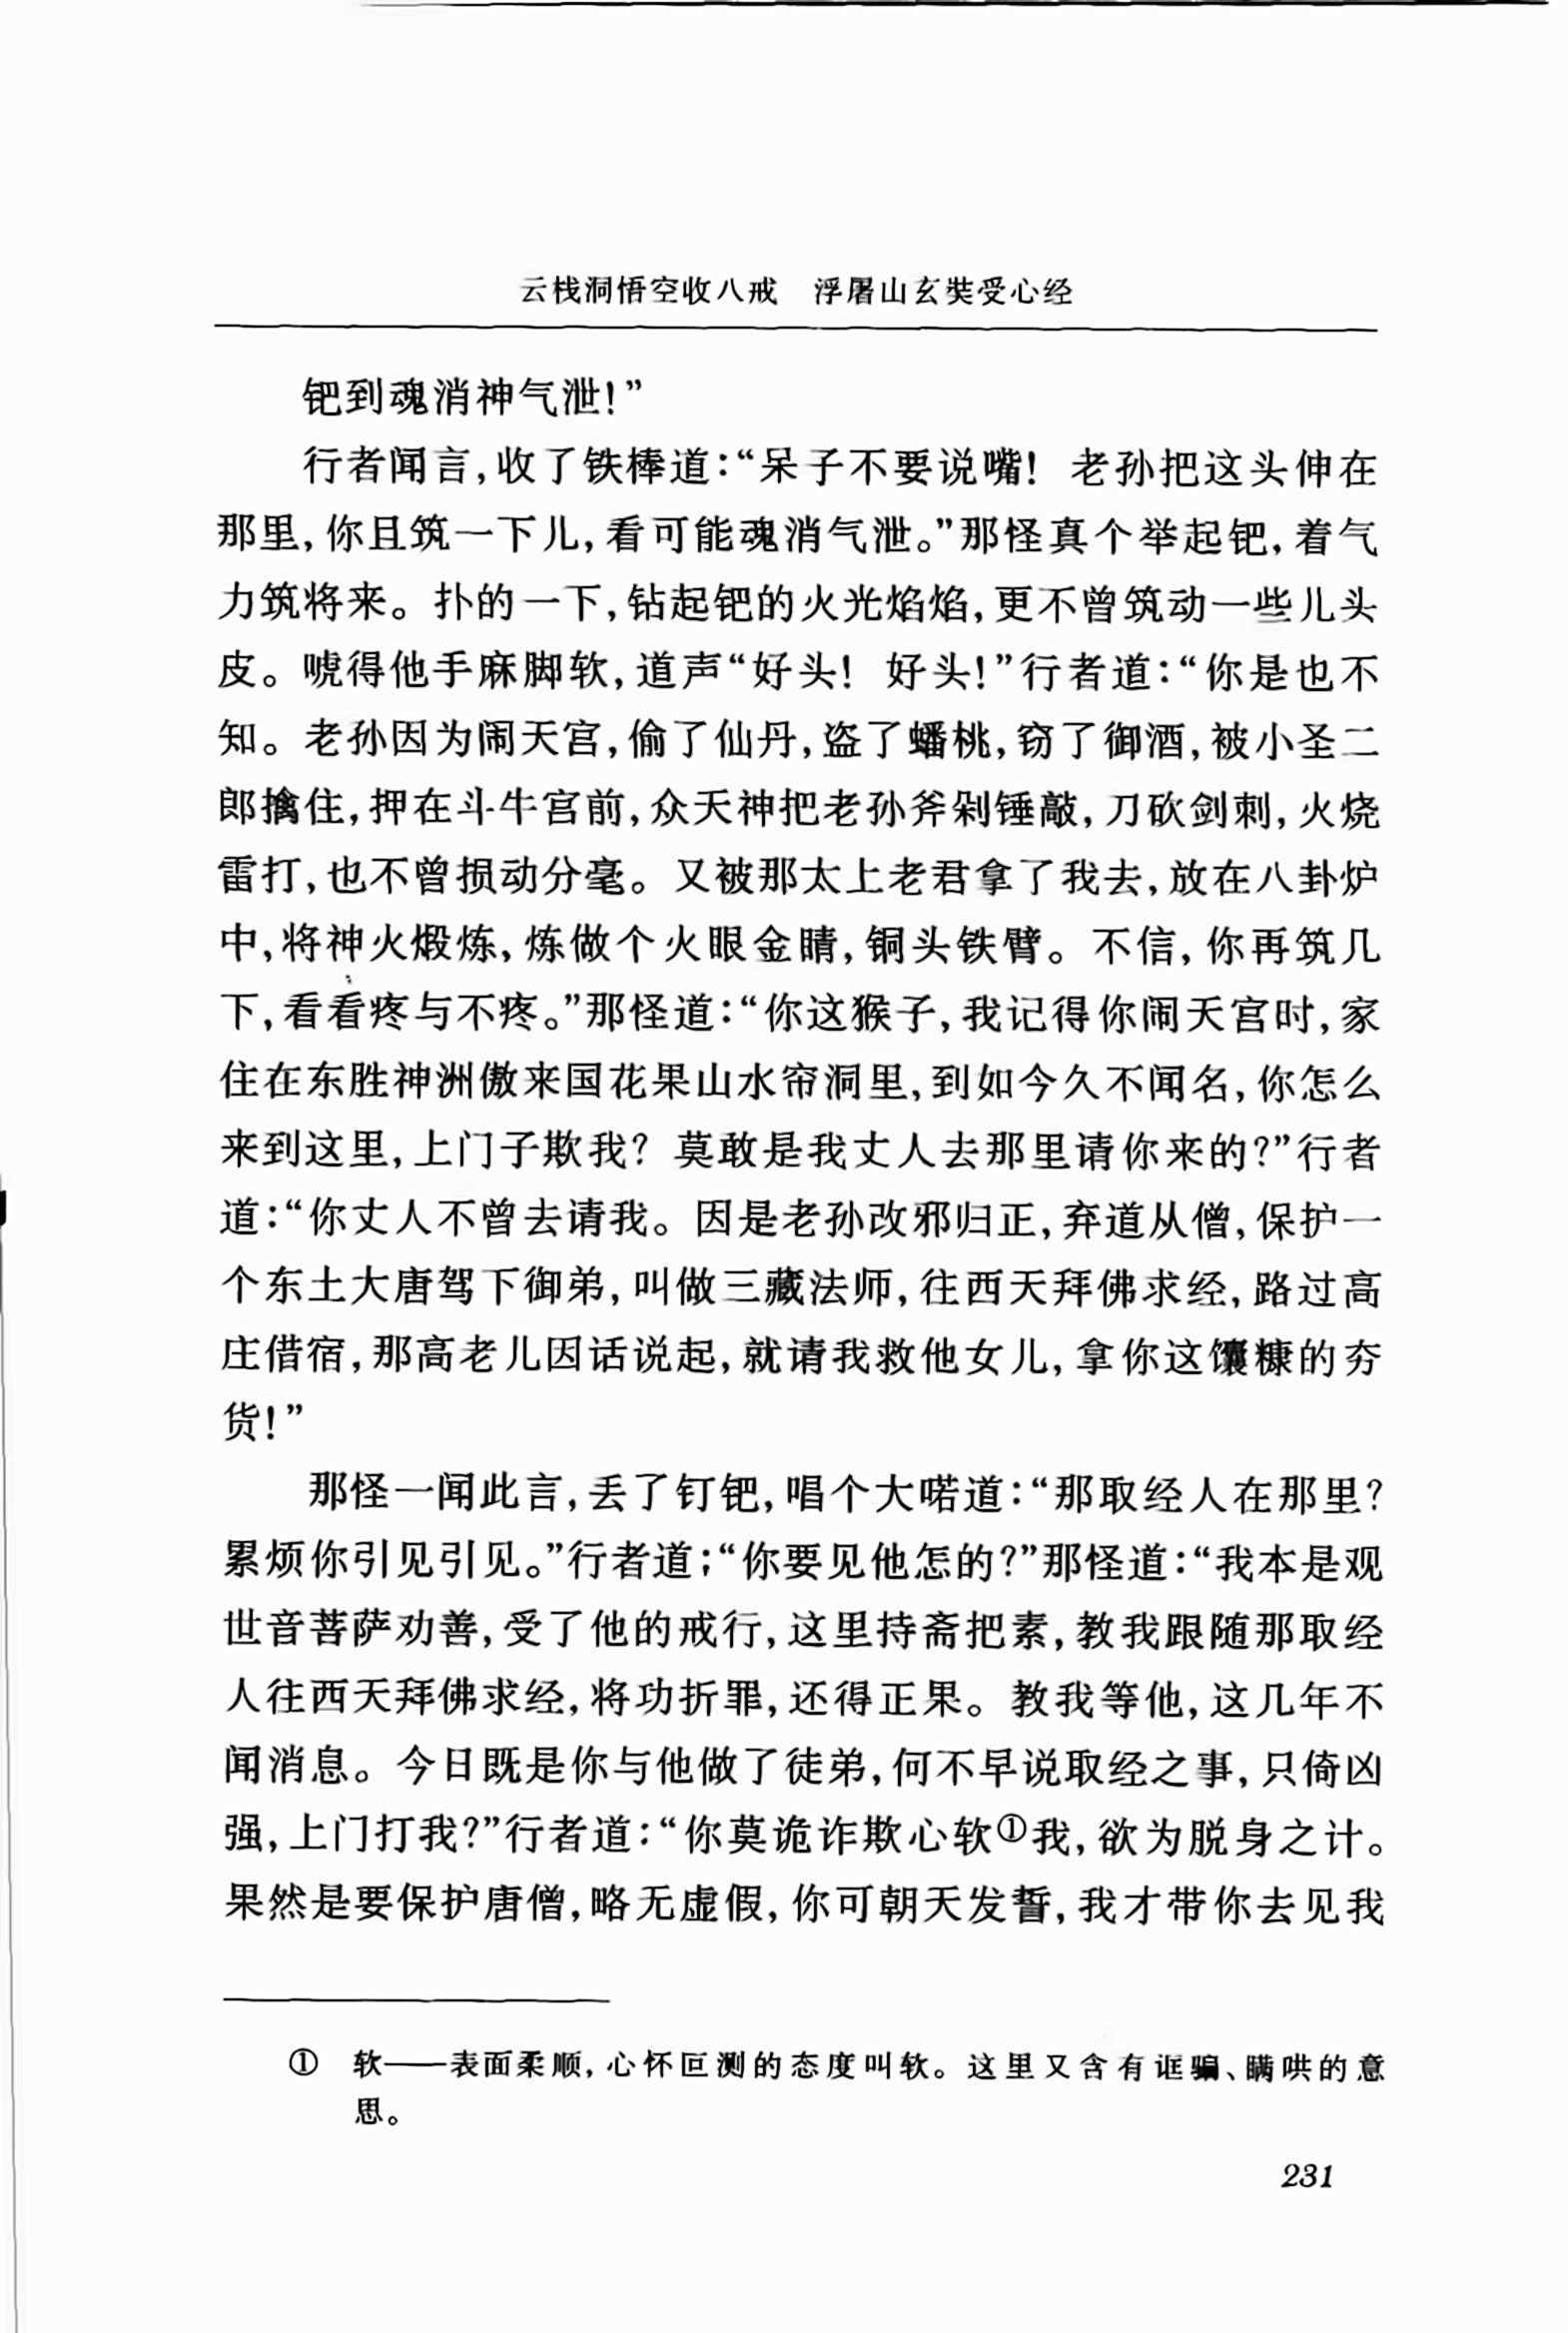 云栈洞悟空收八戒　浮屠山玄奘受心经
钯到魂消神气泄！”
行者闻言，收了铁棒道：“呆子不要说嘴！老孙把这头伸在
那里，你且筑一下儿，看可能魂消气泄。”那怪真个举起钯，着气
力筑将来。扑的一下，钻起钯的火光焰焰，更不曾筑动一些儿头
皮。唬得他手麻脚软，道声“好头！好头！”行者道：“你是也不
知。老孙因为闹天宫，偷了仙丹，盗了蟠桃，窃了御酒，被小圣二
郎擒住，押在斗牛宫前，众天神把老孙斧剁锤敲，刀砍剑刺，火烧
雷打，也不曾损动分毫。又被那太上老君拿了我去，放在八卦炉
中，将神火煅炼，炼做个火眼金睛，铜头铁臂。不信，你再筑几
下，看看疼与不疼。”那怪道：“你这猴子，我记得你闹天宫时，家
住在东胜神洲傲来国花果山水帘洞里，到如今久不闻名，你怎么
来到这里，上门子欺我？莫敢是我丈人去那里请你来的？”行者
道：“你丈人不曾去请我。因是老孙改邪归正，弃道从僧，保护一
个东土大唐驾下御弟，叫做三藏法师，往西天拜佛求经，路过高
庄借宿，那高老儿因话说起，就请我救他女儿，拿你这馕糠的夯
货！”
那怪一闻此言，丢了钉钯，唱个大喏道：“那取经人在那里？
累烦你引见引见。”行者道；“你要见他怎的？”那怪道：“我本是观
世音菩萨劝善，受了他的戒行，这里持斋把素，教我跟随那取经
人往西天拜佛求经，将功折罪，还得正果。教我等他，这几年不
闻消息。今日既是你与他做了徒弟，何不早说取经之事，只倚凶
强，上门打我？”行者道：“你莫诡诈欺心软①我，欲为脱身之计。
果然是要保护唐僧，略无虚假，你可朝天发誓，我才带你去见我
①　软——表面柔顺，心怀叵测的态度叫软。这里又含有诓骗、瞒哄的意
思。
231